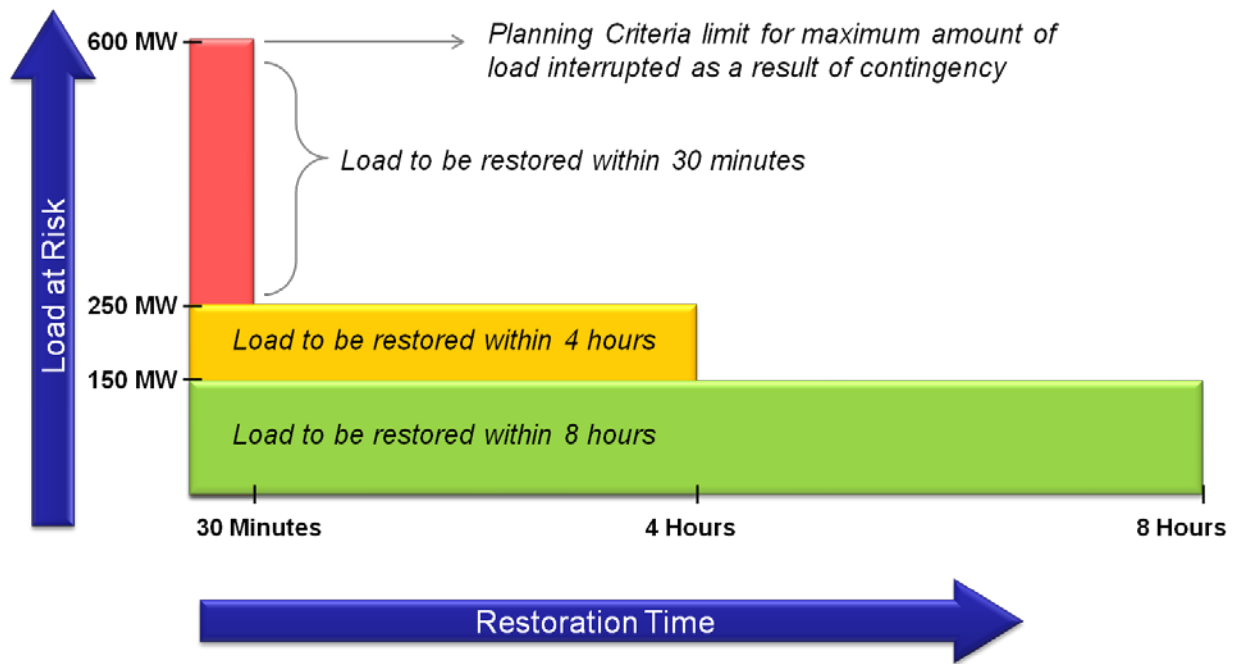 600 MW
Planning Criteria limit for maximum amount of
load interrupted as a result of contingency
Load to be restored within 30 minutes
Load at Risk
250 MW
Load to be restored within 4 hours
150 MW
Load to be restored within 8 hours
30 Minutes
4 Hours
8 Hours
Restoration Time